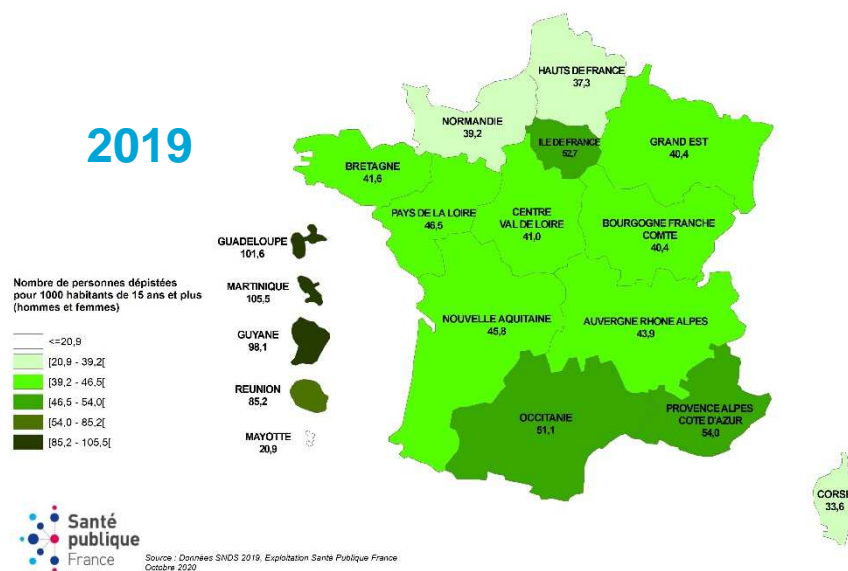 2019
HAUTS DE FRANCE
37,3
NORMANDIE
39,2
ILE DE FRANCE
52,7
GRAND EST
40,4
BRETAGNE
41,6
PAYS DE LA LOIRE
46,5
CENTRE
VAL DE LOIRE
41,0
BOURGOGNE FRANCHE
COMTE
40,4
NOUVELLE AQUITAINE
45,8
AUVERGNE RHONE ALPES
43,9
OCCITANIE
51,1
PROVENCE ALPES
COTE D'AZUR
54,0
CORSE
33,6
GUADELOUPE
101,6
MARTINIQUE
105,5
GUYANE
98,1
REUNION
85,2
MAYOTTE
20,9
Nombre de personnes dépistées
pour 1000 habitants de 15 ans et plus
(hommes et femmes)
<=20,9
[20,9 - 39,2[
[39,2 - 46,5[
[46,5 - 54,0[
[54,0 - 85,2[
[85,2 - 105,5[
Santé
publique
France
Source : Données SNDS 2019, Exploitation Santé Publique France
Octobre 2020